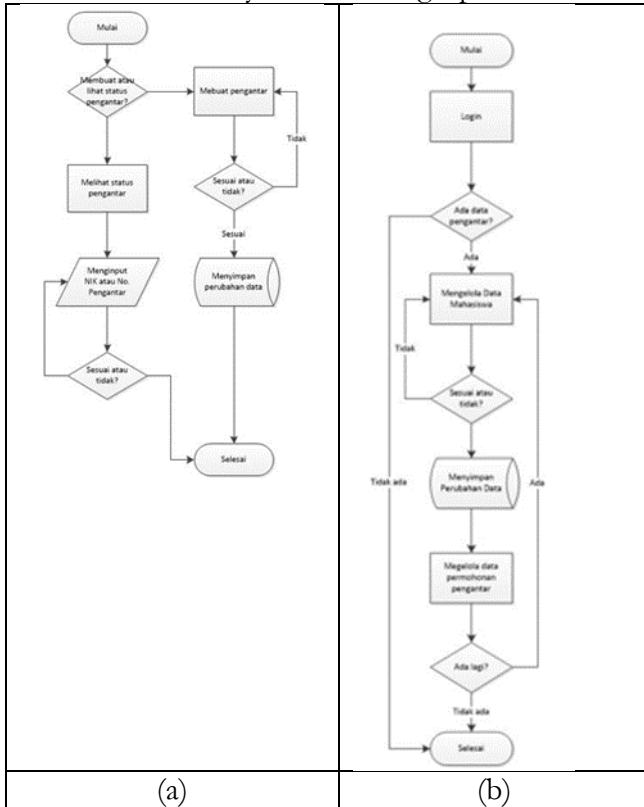 Mulai
Membuat atau
lihat status
pengantar?
Mebuat pengantar
Tidak
Melihat status
pengantar
Sesuai atau
tidak?
Sesuai
Menginput
NIK atau No.
Pengantar
Menyimpan
perubahan data
Sesuai atau
tidak?
Selesai
(a)
Mulai
Login
Ada data
pengantar?
Ada
Mengelola Data
Mahasiswa
Tidak
Sesuai atau
tidak?
Tidak ada
Menyimpan
Perubahan Data
Ada
Megelola data
permohonan
pengantar
Ada lagi?
Tidak ada
Selesai
(b)